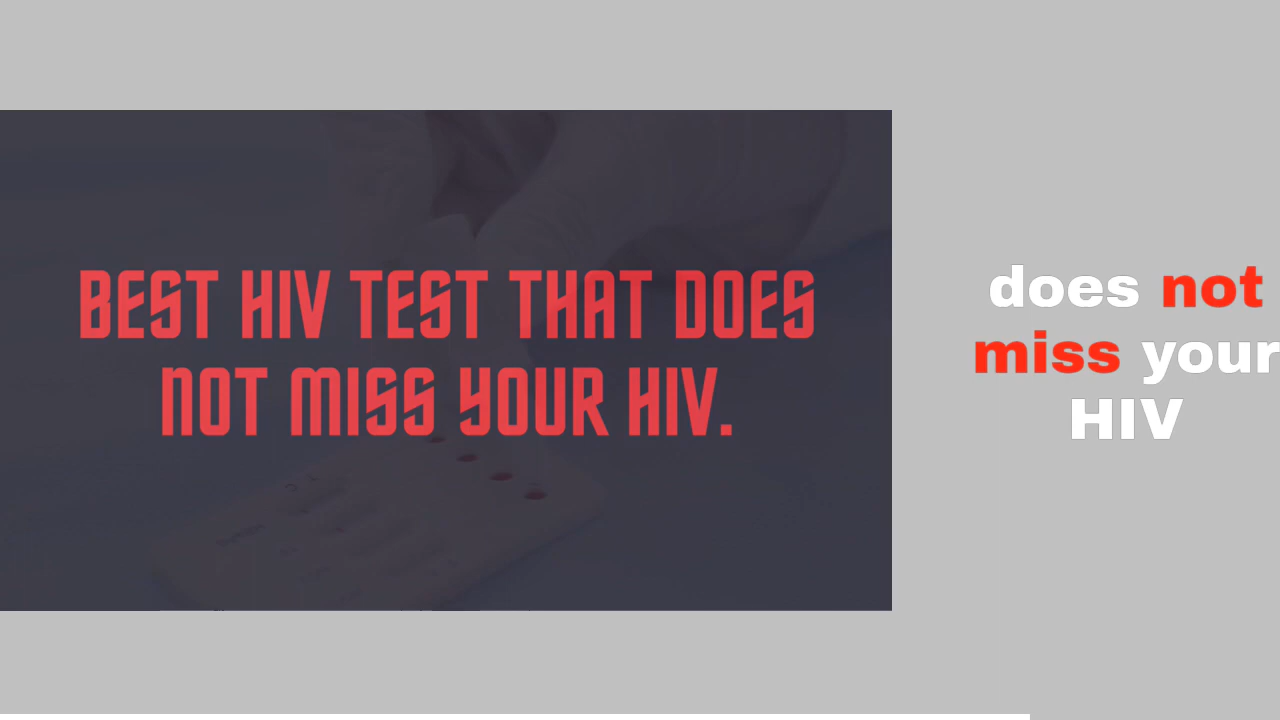 BEST HIV TEST THAT DOES
NOT MISS YOUR HIV.
does not
miss your
HIV